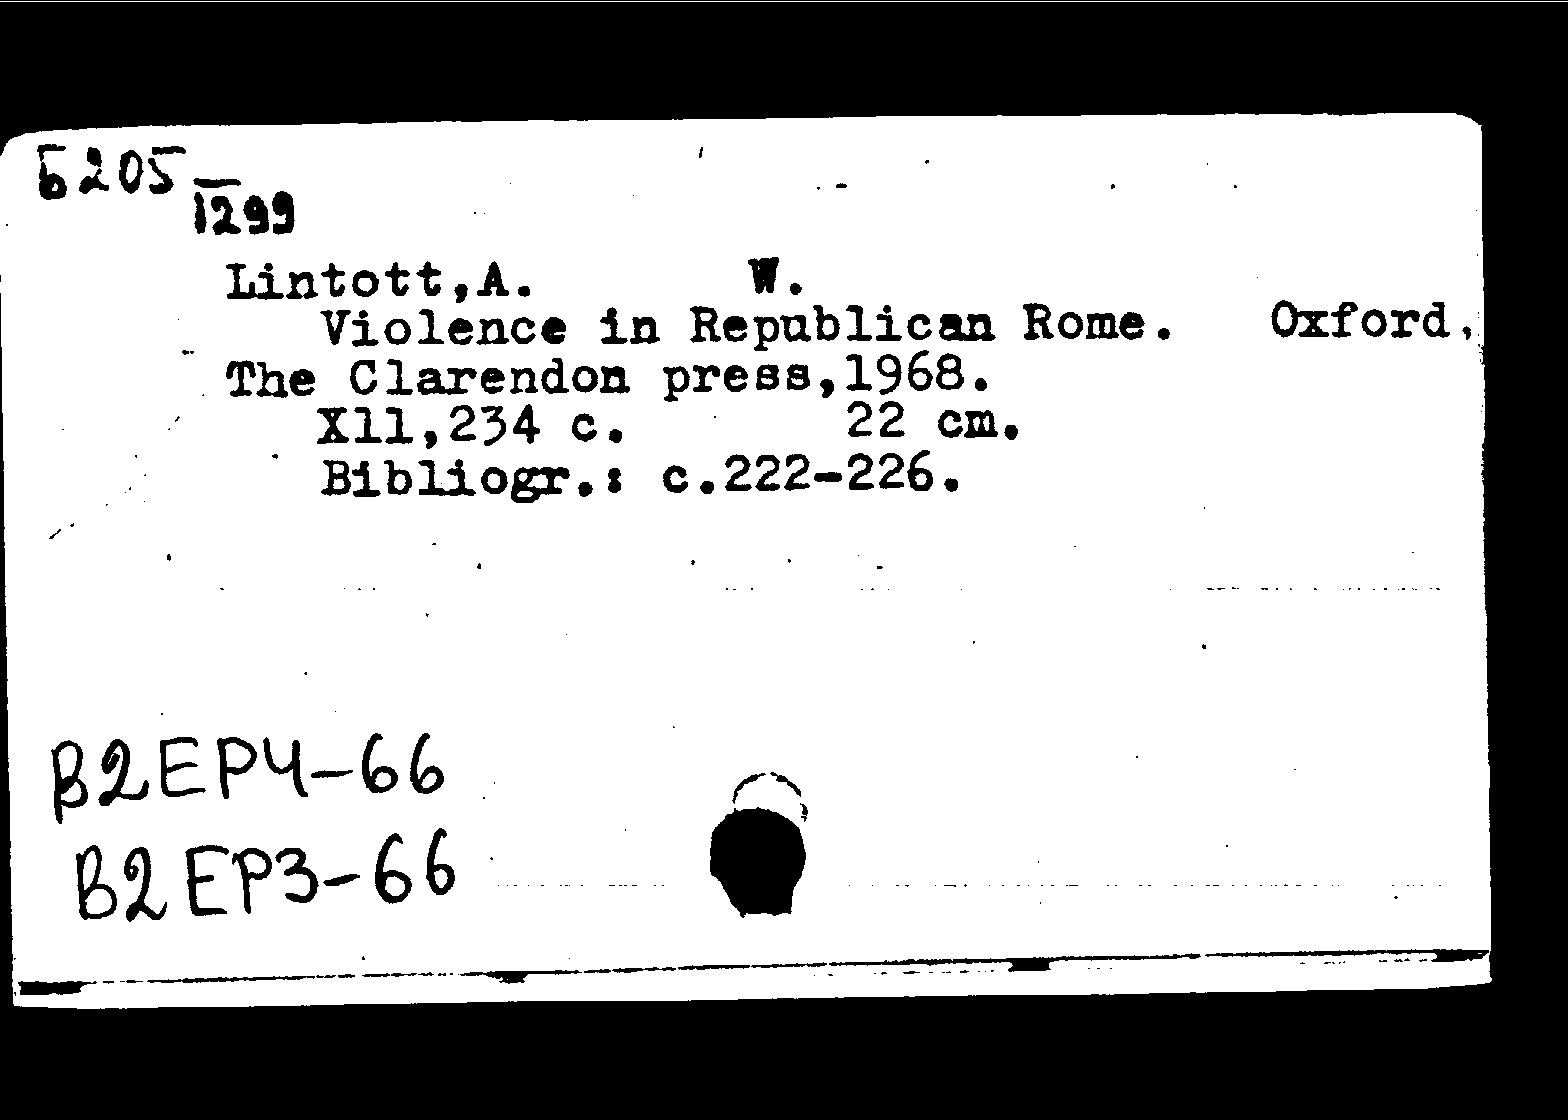 Б205
1299
Lintott,A. W.
Violence in Republican Rome. Oxford,
The Clarendon press,1968.
X11,234 c. 22 cm.
Bibliogr.: c.222-226.
B2EP4-66
B2EP3-66